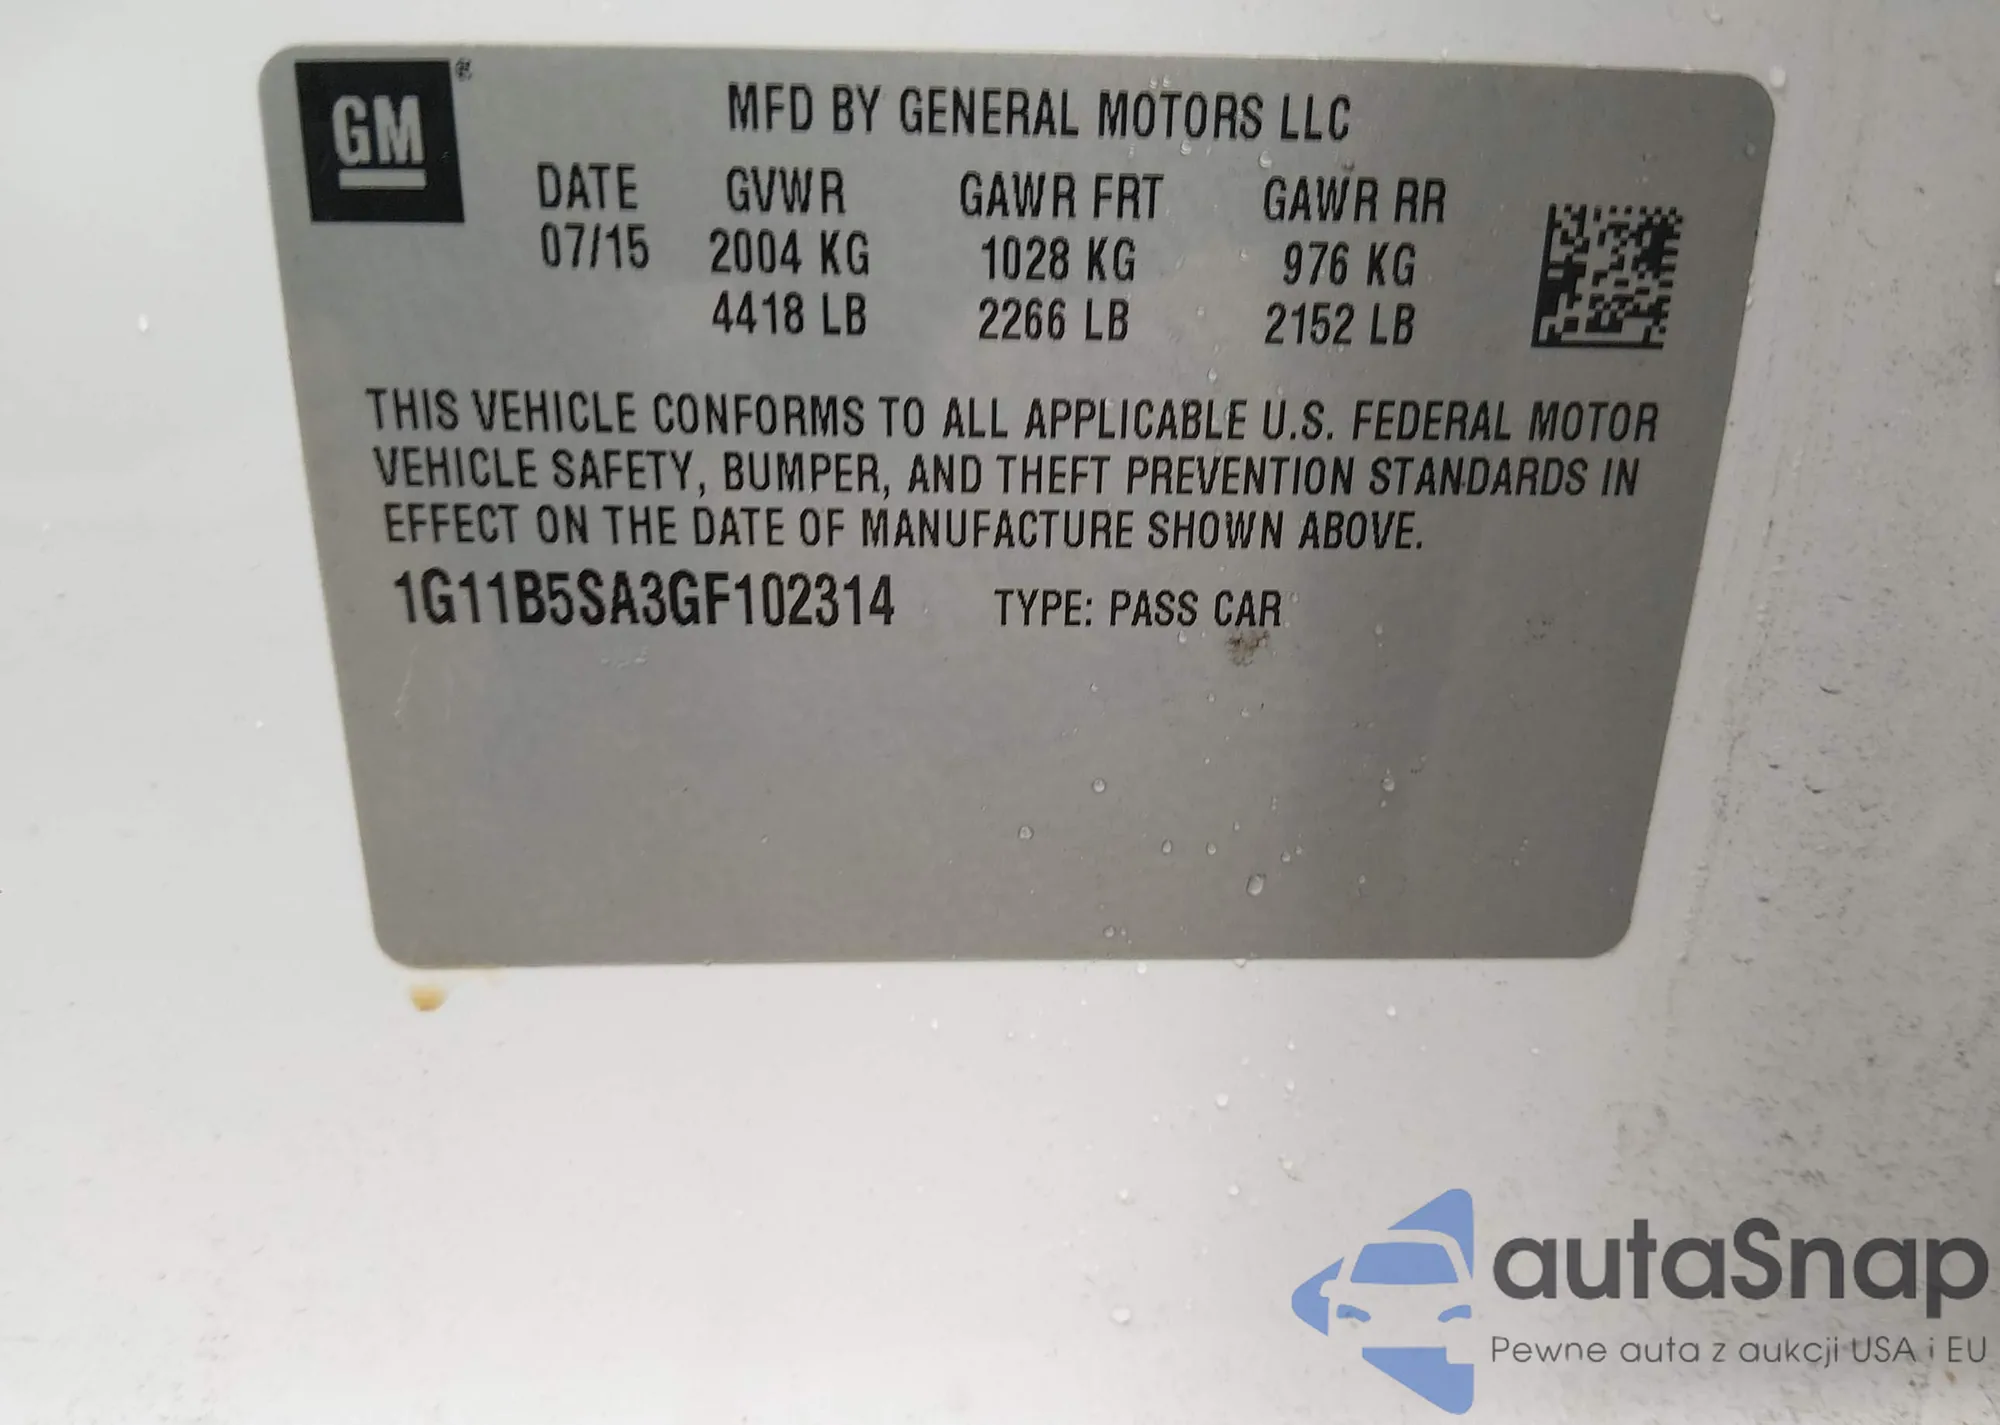 GM ®
MFD BY GENERAL MOTORS LLC
DATE GVWR GAWR FRT GAWR RR
07/15 2004 KG 1028 KG 976 KG
4418 LB 2266 LB 2152 LB
THIS VEHICLE CONFORMS TO ALL APPLICABLE U.S. FEDERAL MOTOR
VEHICLE SAFETY, BUMPER, AND THEFT PREVENTION STANDARDS IN
EFFECT ON THE DATE OF MANUFACTURE SHOWN ABOVE.
1G11B5SA3GF102314 TYPE: PASS CAR
autaSnap
Pewne auta z aukcji USA i EU